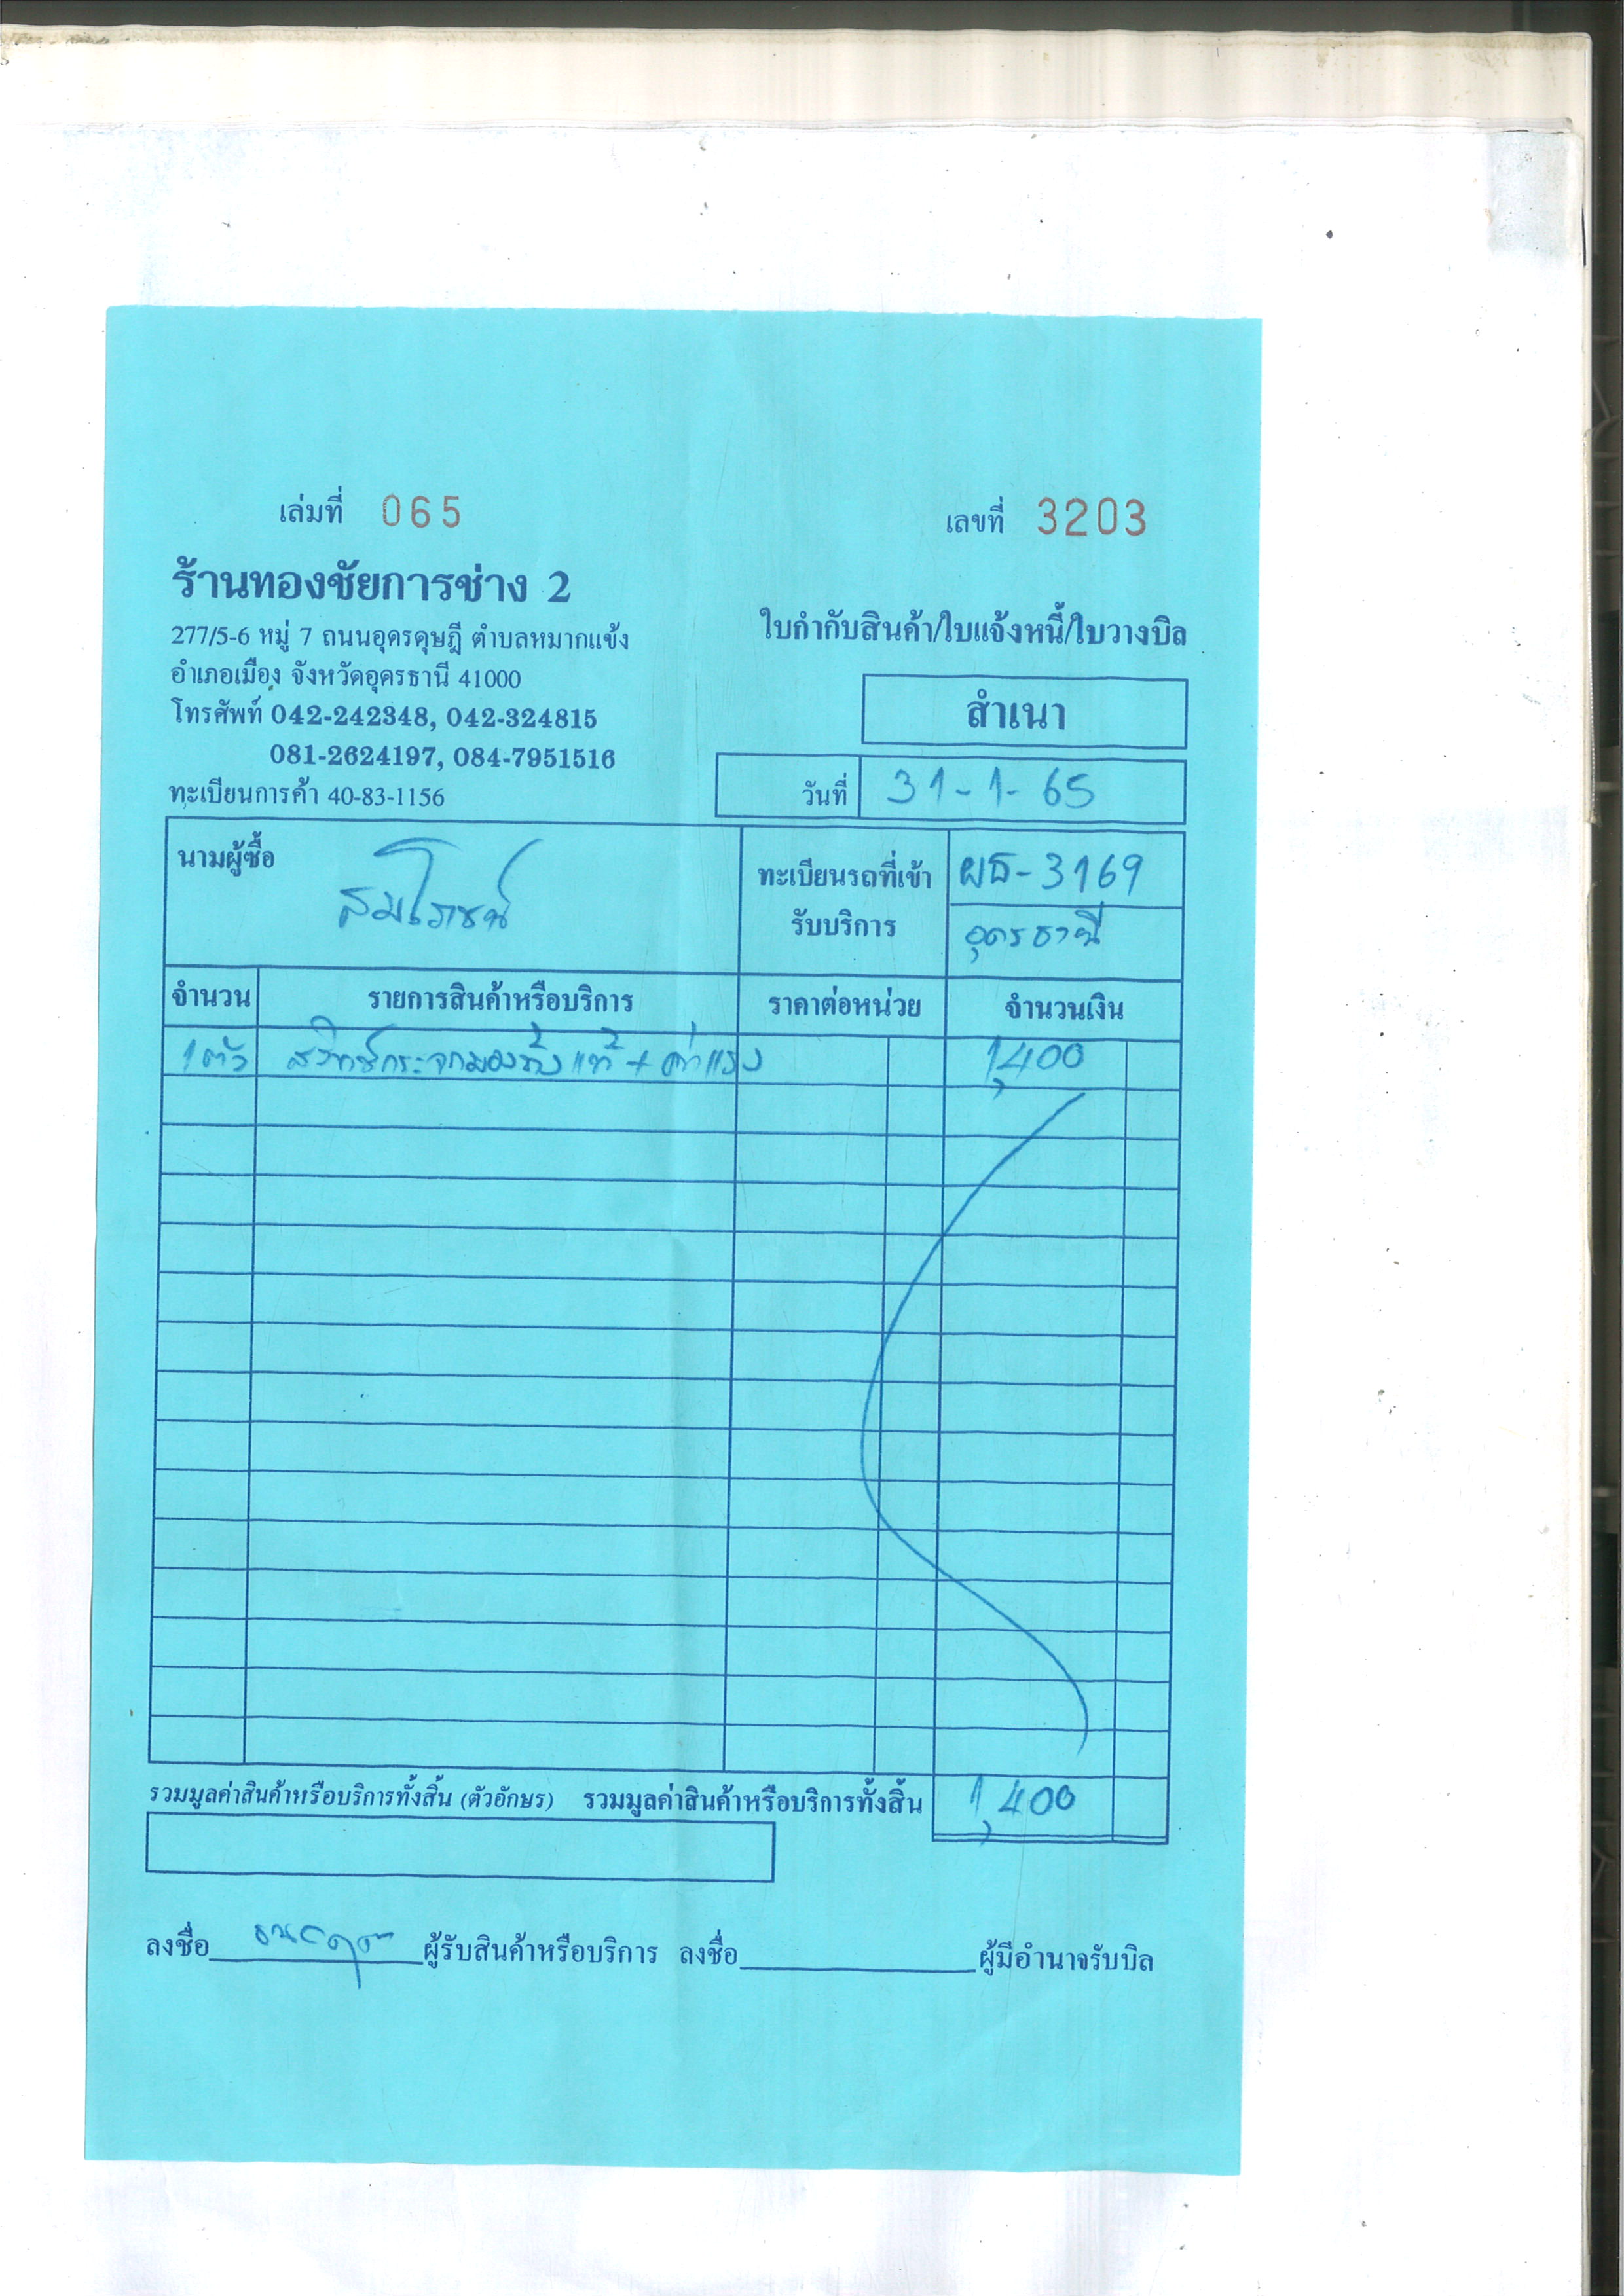 เล่มที่ 065 เลขที่ 3203
ร้านทองชัยการช่าง 2
277/5-6 หมู่ 7 ถนนอุดรดุษฎี ตำบลหมากแข้ง
ใบกำกับสินค้า/ใบแจ้งหนี้/ใบวางบิล
อำเภอเมือง จังหวัดอุดรธานี 41000
โทรศัพท์ 042-242348, 042-324815
สำเนา
081-2624197, 084-7951516
ทะเบียนการค้า 40-83-1156
วันที่ 31-1-65
นามผู้ซื้อ
สมโรชน์
ทะเบียนรถที่เข้า ผธ-3169
รับบริการ อุดรธานี
จำนวน รายการสินค้าหรือบริการ ราคาต่อหน่วย จำนวนเงิน
1 ตัว สวิทซ์กระจกมองข้าง แท้ + ค่าแรง 1,400
รวมมูลค่าสินค้าหรือบริการทั้งสิ้น (ตัวอักษร) รวมมูลค่าสินค้าหรือบริการทั้งสิ้น 1,400
ลงชื่อ ผู้รับสินค้าหรือบริการ ลงชื่อ ผู้มีอำนาจรับบิล